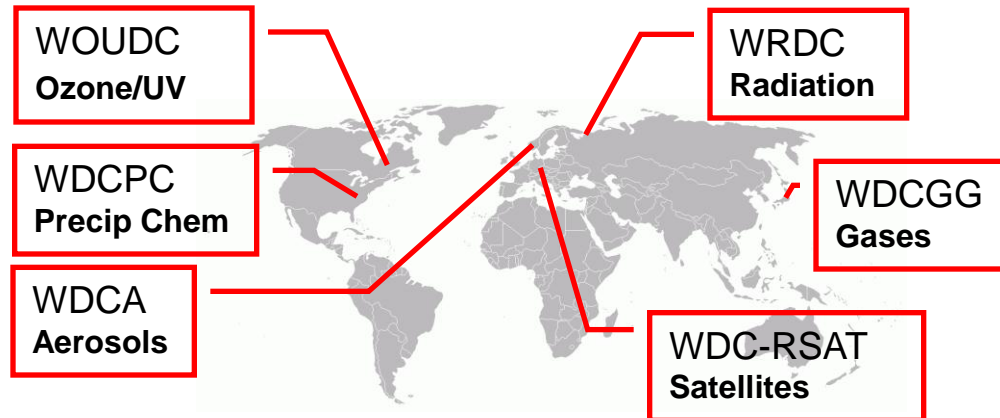 WOUDC
Ozone/UV
WRDC
Radiation
WDCPC
Precip Chem
WDCGG
Gases
WDCA
Aerosols
WDC-RSAT
Satellites